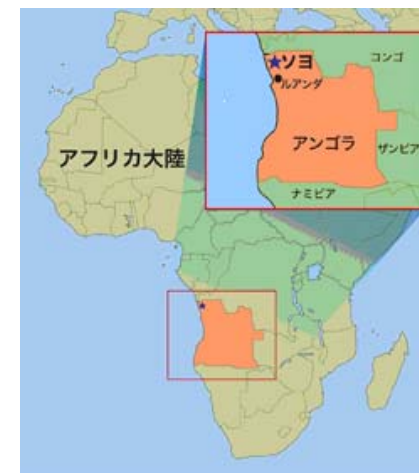 コンゴ
ソヨ
ルアンダ
アンゴラ
ザンビア
アフリカ大陸
ナミビア